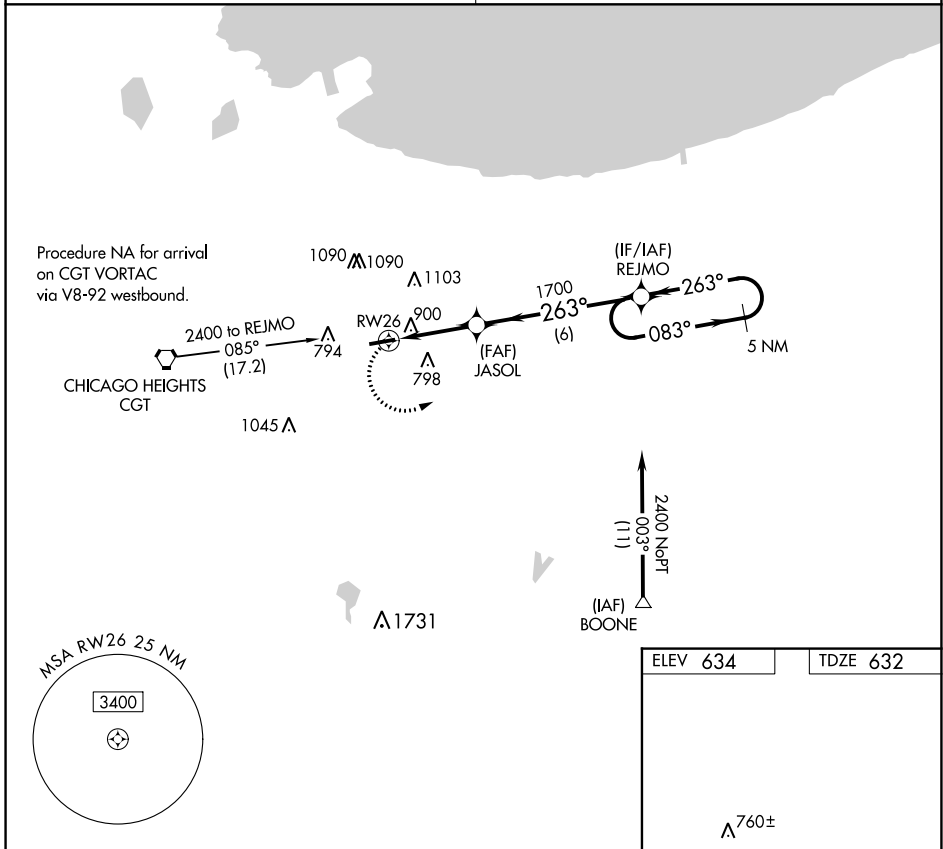 Procedure NA for arrival
on CGT VORTAC
via V8-92 westbound.
1090
1090
1103
(IF/IAF)
REJMO
1700
263°
(6)
263°
083°
5 NM
RW26
900
(FAF)
JASOL
2400 to REJMO
085°
(17.2)
794
798
CHICAGO HEIGHTS
CGT
1045
2400 NoPT
003°
(11)
(IAF)
BOONE
1731
MSA RW26 25 NM
3400
ELEV 634
TDZE 632
760±